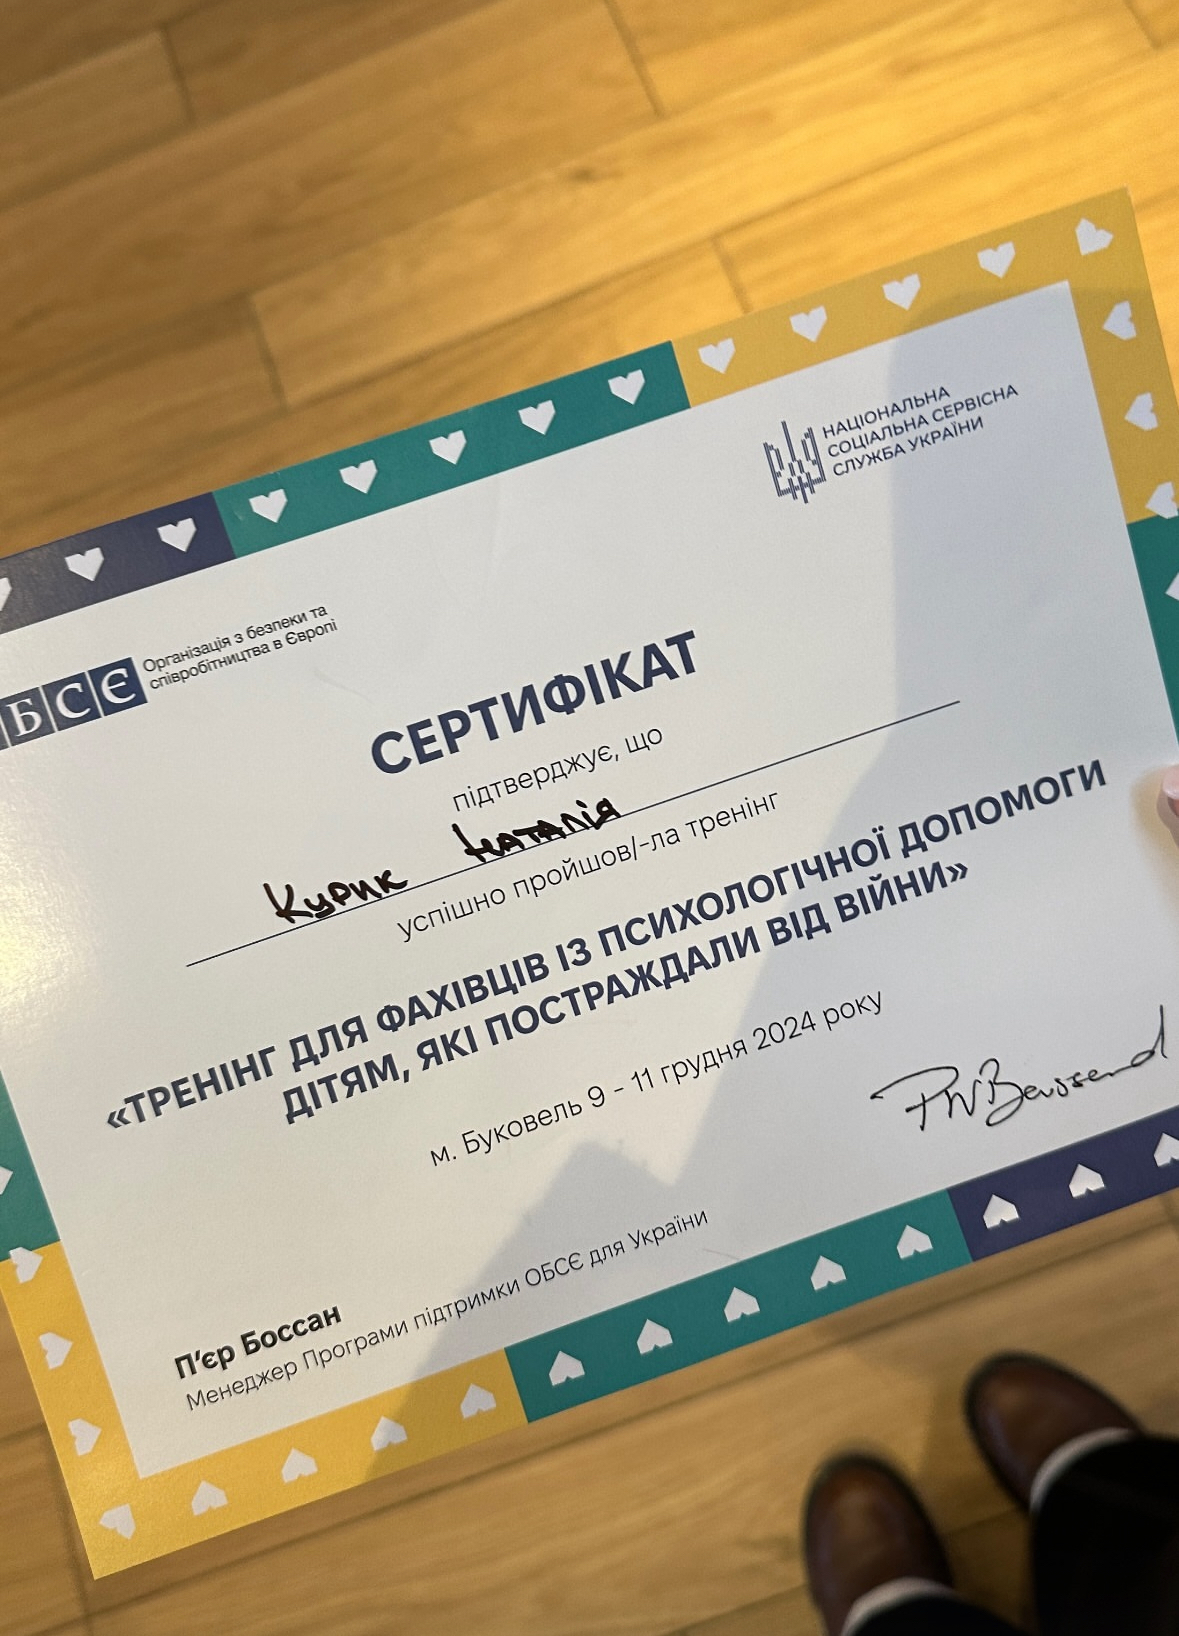 НАЦІОНАЛЬНА
СОЦІАЛЬНА СЕРВІСНА
СЛУЖБА УКРАЇНИ
БСЄ
Організація з безпеки та
співробітництва в Європі
СЕРТИФІКАТ
підтверджує, що
Курик Наталія
успішно пройшов/-ла тренінг
«ТРЕНІНГ ДЛЯ ФАХІВЦІВ ІЗ ПСИХОЛОГІЧНОЇ ДОПОМОГИ
ДІТЯМ, ЯКІ ПОСТРАЖДАЛИ ВІД ВІЙНИ»
м. Буковель 9 - 11 грудня 2024 року
П’єр Боссан
Менеджер Програми підтримки ОБСЄ для України